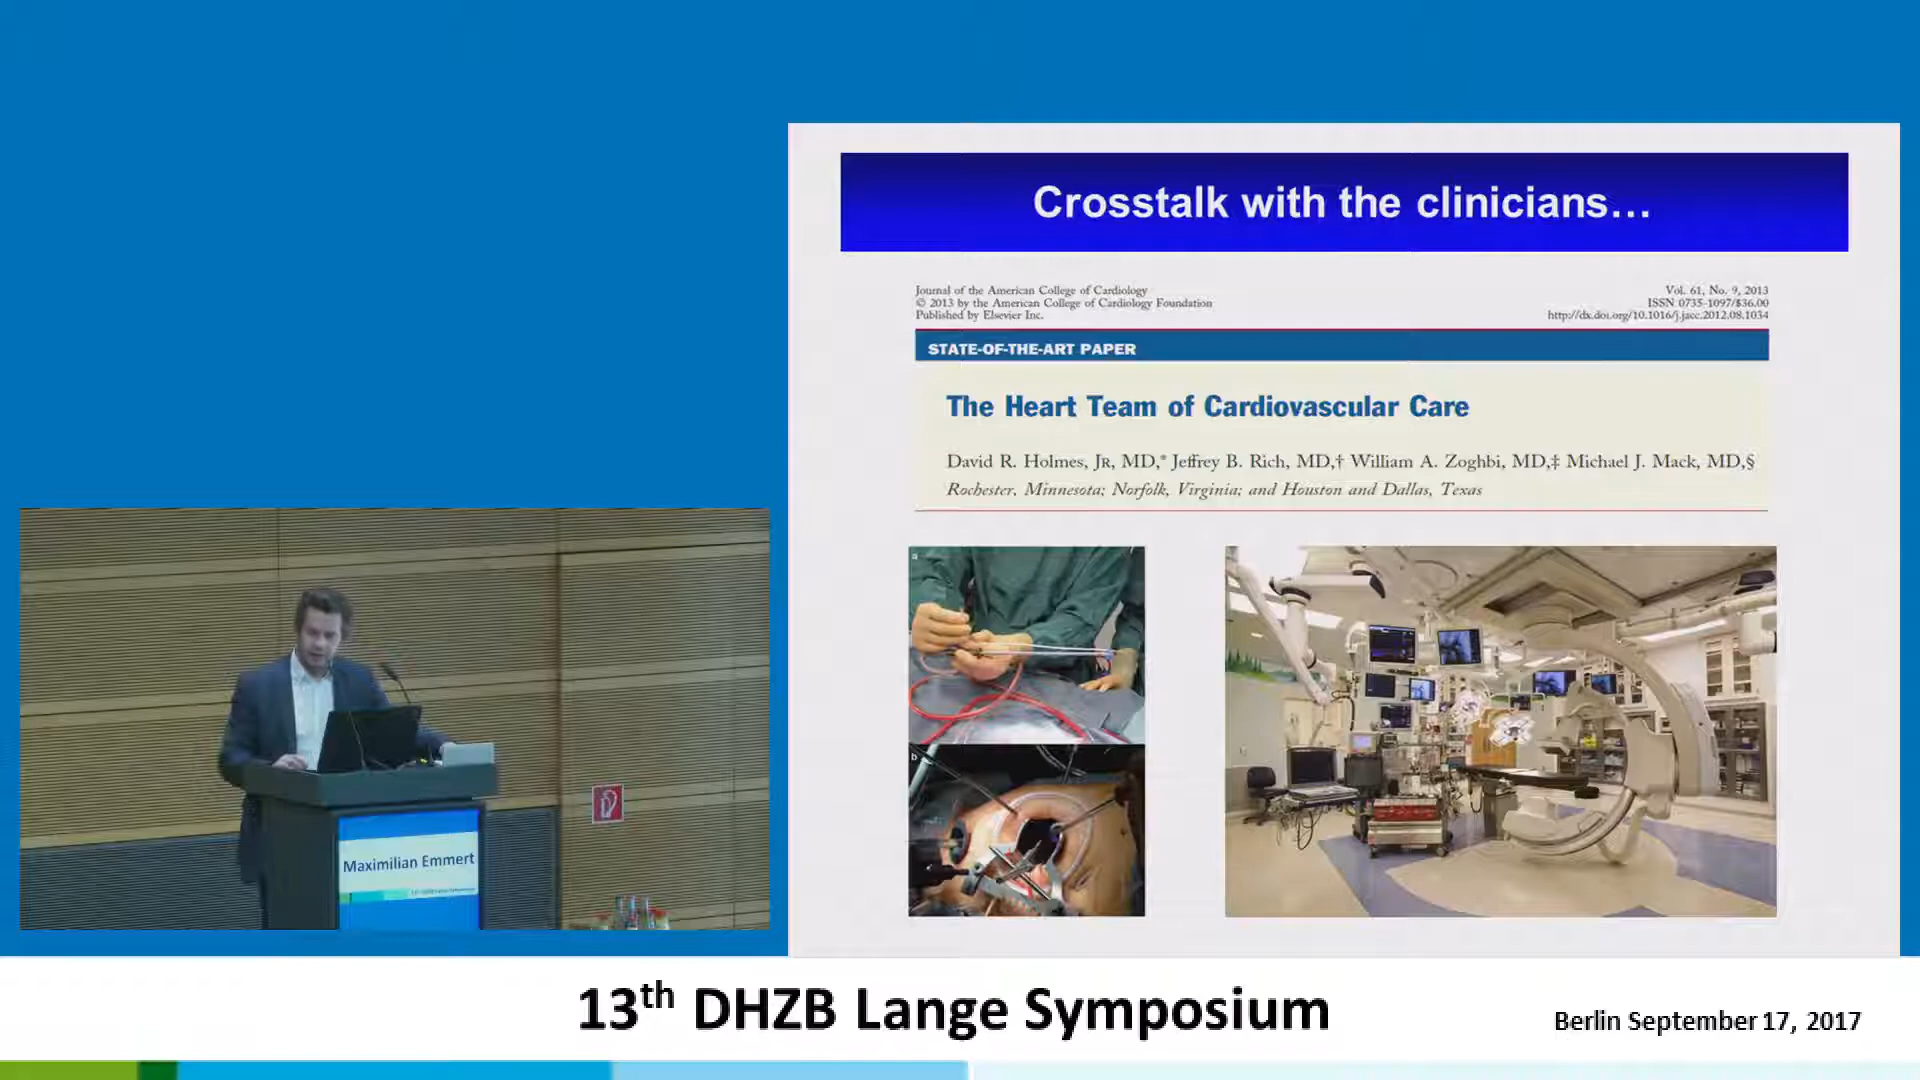 Crosstalk with the clinicians…
Journal of the American College of Cardiology
© 2013 by the American College of Cardiology Foundation
Published by Elsevier Inc.
Vol. 61, No. 9, 2013
ISSN 0735-1097/$36.00
http://dx.doi.org/10.1016/j.jacc.2012.08.1034
STATE-OF-THE-ART PAPER
The Heart Team of Cardiovascular Care
David R. Holmes, JR, MD,* Jeffrey B. Rich, MD,† William A. Zoghbi, MD,‡ Michael J. Mack, MD,§
Rochester, Minnesota; Norfolk, Virginia; and Houston and Dallas, Texas
a
b
Maximilian Emmert
13th DHZB Lange Symposium
Berlin September 17, 2017